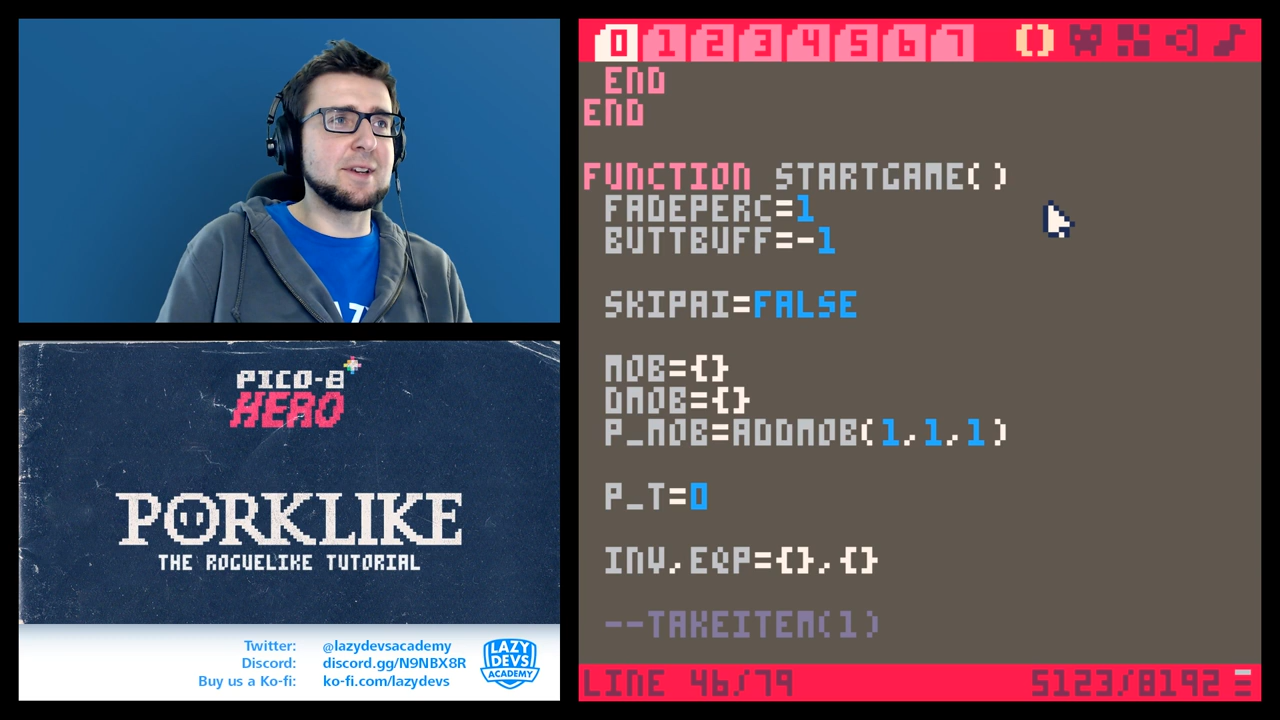 0 1 2 3 4 5 6 7
END
END
FUNCTION STARTGAME()
FADEPERC=1
BUTTBUFF=-1
SKIPAI=FALSE
MOB={}
DMOB={}
P_MOB=ADDMOB(1,1,1)
P_T=0
INV,EQP={},{}
--TAKEITEM(1)
LINE 46/79
5123/8192
PICO-8
HERO
PORKLIKE
THE ROGUELIKE TUTORIAL
Twitter: @lazydevsacademy
Discord: discord.gg/N9NBX8R
Buy us a Ko-fi: ko-fi.com/lazydevs
LAZY
DEVS
ACADEMY